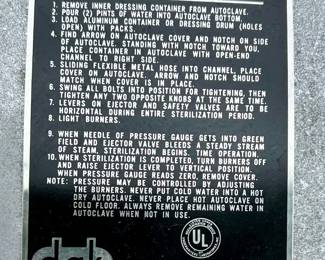 1. REMOVE INNER DRESSING CONTAINER FROM AUTOCLAVE.
2. POUR (2) PINTS OF WATER INTO AUTOCLAVE BOTTOM.
3. LOAD ALUMINUM CONTAINER OR DRESSING DRUM (HOLES
OPEN) WITH PACKS.
4. FIND ARROW ON AUTOCLAVE COVER AND NOTCH ON SIDE
OF AUTOCLAVE. STANDING WITH NOTCH TOWARD YOU,
PLACE CONTAINER IN AUTOCLAVE WITH OPEN-END
CHANNEL TO RIGHT SIDE.
5. SLIDING FLEXIBLE METAL HOSE INTO CHANNEL, PLACE
COVER ON AUTOCLAVE. ARROW AND NOTCH SHOULD
MATCH WHEN COVER IS IN PLACE.
6. SWING ALL BOLTS INTO POSITION FOR TIGHTENING, THEN
TIGHTEN ANY TWO OPPOSITE KNOBS AT THE SAME TIME.
7. LEVERS ON EJECTOR AND SAFETY VALVES ARE TO BE
HORIZONTAL DURING ENTIRE STERILIZATION PERIOD.
8. LIGHT BURNERS.
9. WHEN NEEDLE OF PRESSURE GAUGE GETS INTO GREEN
FIELD AND EJECTOR VALVE BLEEDS A STEADY STREAM
OF STEAM, STERILIZATION BEGINS. TIME OPERATION.
10. WHEN STERILIZATION IS COMPLETED, TURN BURNERS OFF
AND RAISE EJECTOR LEVER TO VERTICAL POSITION.
WHEN PRESSURE GAUGE READS ZERO, REMOVE COVER.
NOTE: PRESSURE MAY BE CONTROLLED BY ADJUSTING
THE BURNERS. NEVER PUT COLD WATER INTO A HOT
DRY AUTOCLAVE. NEVER PLACE HOT AUTOCLAVE ON
COLD FLOOR. ALWAYS REMOVE REMAINING WATER IN
AUTOCLAVE WHEN NOT IN USE.
UL